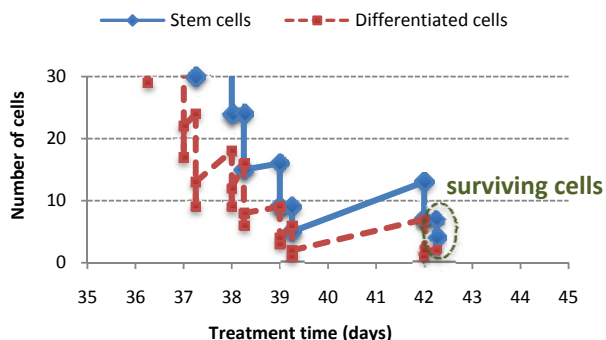 Stem cells Differentiated cells
Number of cells
30
20
10
0
surviving cells
35 36 37 38 39 40 41 42 43 44 45
Treatment time (days)